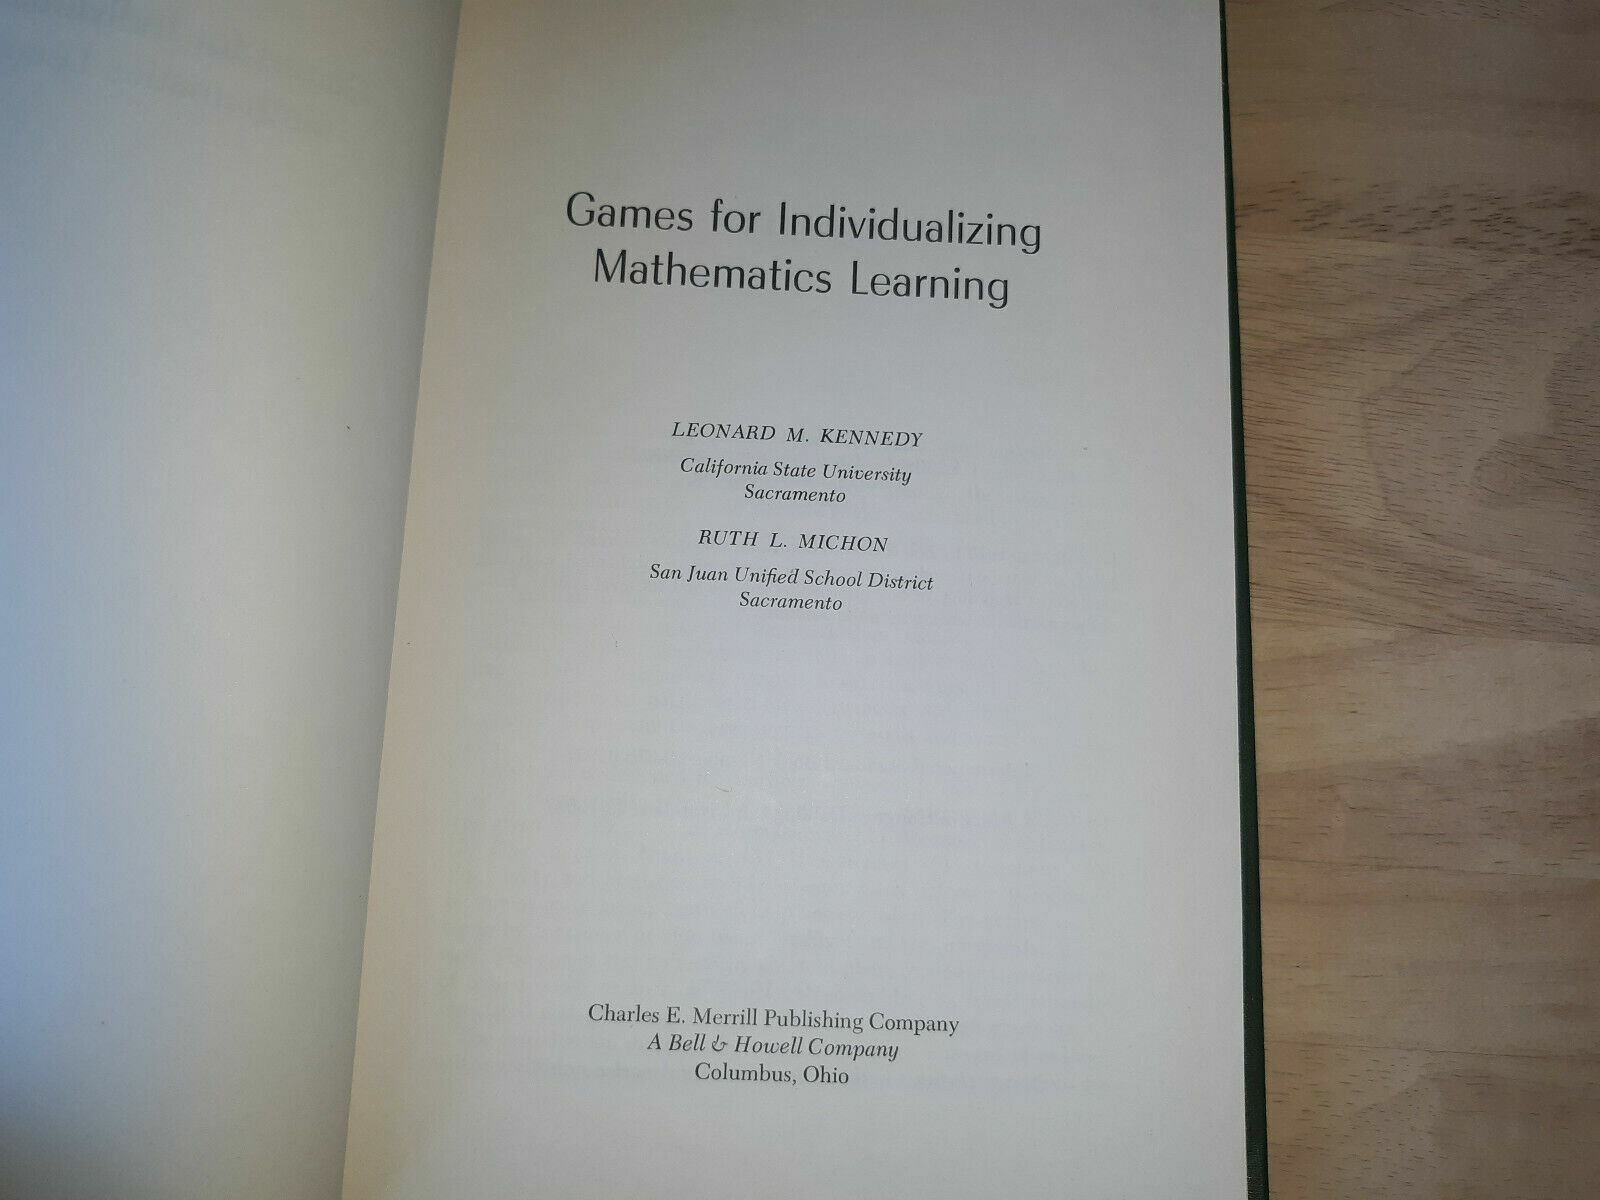 Games for Individualizing
Mathematics Learning
LEONARD M. KENNEDY
California State University
Sacramento
RUTH L. MICHON
San Juan Unified School District
Sacramento
Charles E. Merrill Publishing Company
A Bell & Howell Company
Columbus, Ohio